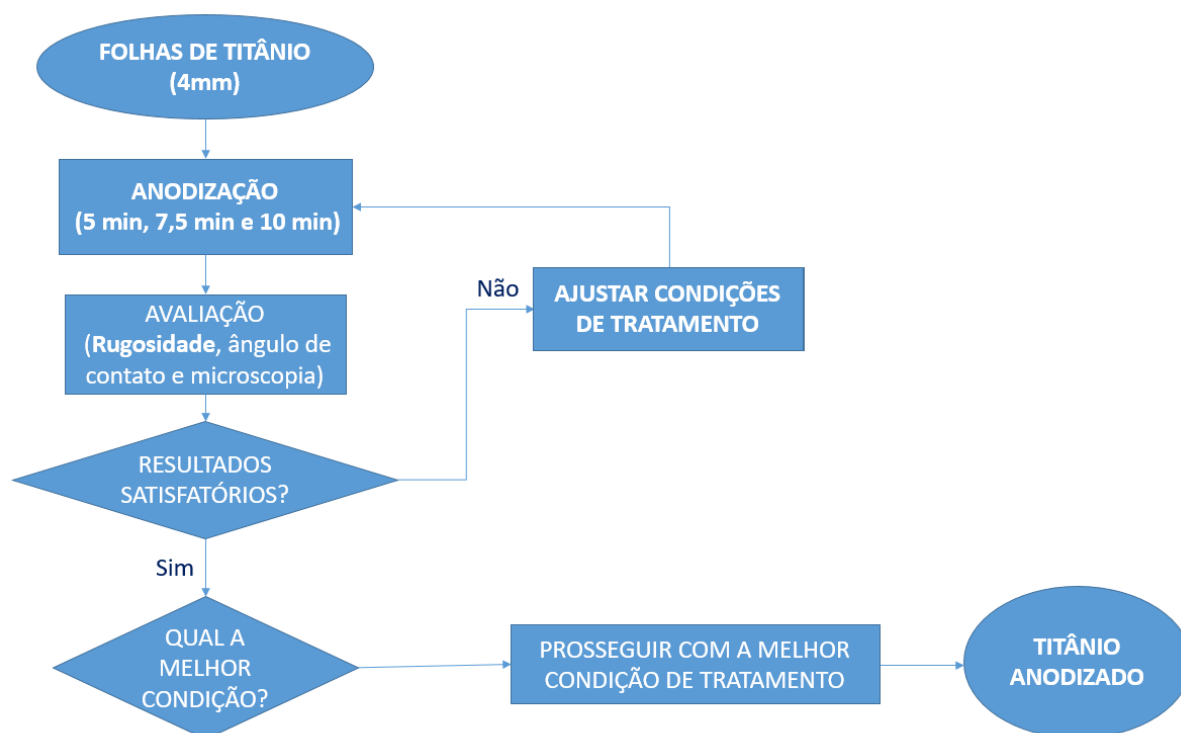 FOLHAS DE TITÂNIO
(4mm)
ANODIZAÇÃO
(5 min, 7,5 min e 10 min)
AVALIAÇÃO
(Rugosidade, ângulo de
contato e microscopia)
Não
AJUSTAR CONDIÇÕES
DE TRATAMENTO
RESULTADOS
SATISFATÓRIOS?
Sim
QUAL A
MELHOR
CONDIÇÃO?
PROSSEGUIR COM A MELHOR
CONDIÇÃO DE TRATAMENTO
TITÂNIO
ANODIZADO